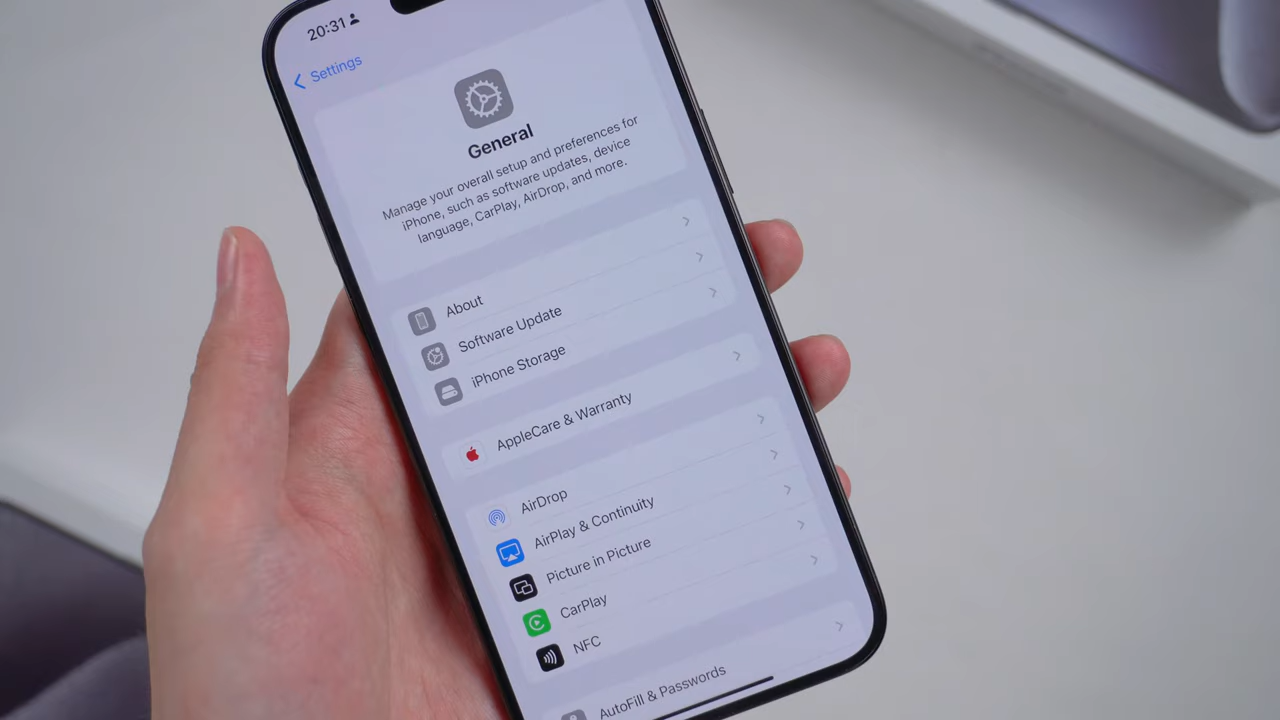 20:31
Settings
General
Manage your overall setup and preferences for
iPhone, such as software updates, device
language, CarPlay, AirDrop, and more.
About
Software Update
iPhone Storage
AppleCare & Warranty
AirDrop
AirPlay & Continuity
Picture in Picture
CarPlay
NFC
AutoFill & Passwords